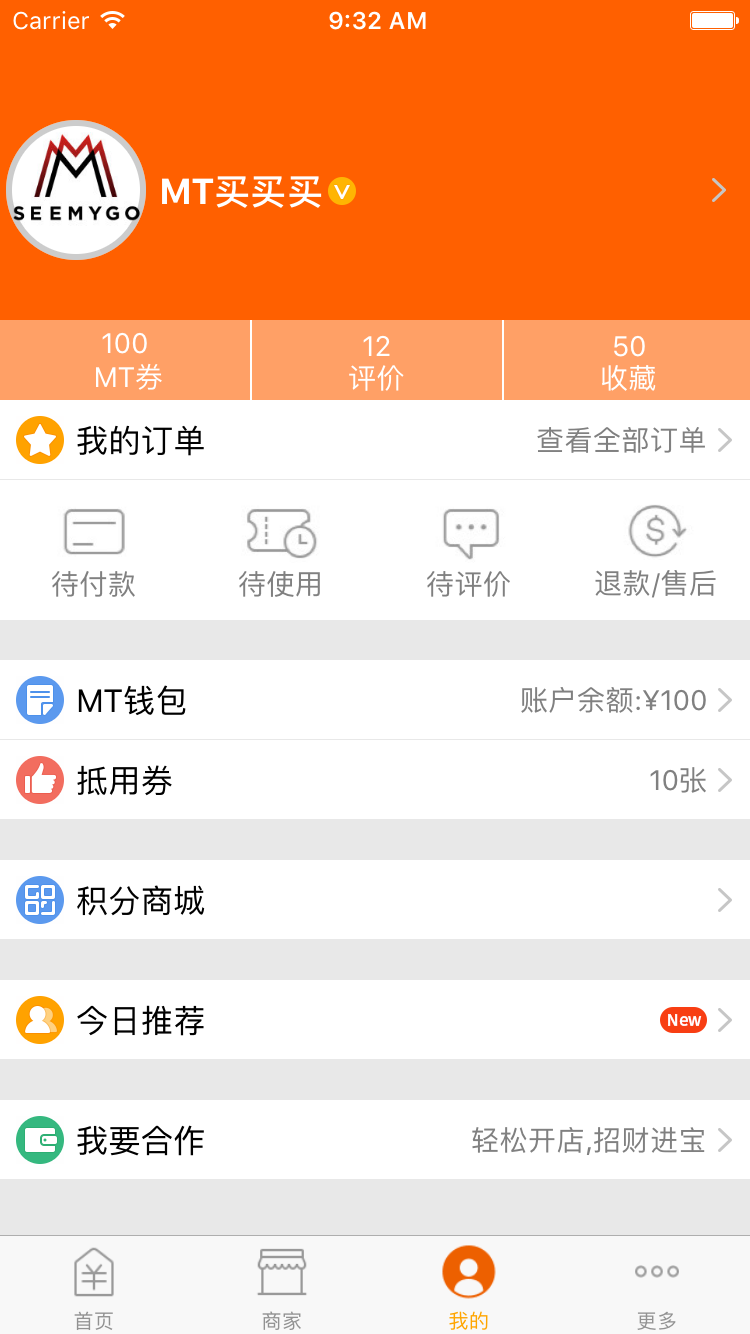 Carrier 9:32 AM
SEEMYGO
MT买买买 V
100 12 50
MT券 评价 收藏
我的订单 查看全部订单
待付款 待使用 待评价 退款/售后
MT钱包 账户余额:¥100
抵用券 10张
积分商城
今日推荐 New
我要合作 轻松开店,招财进宝
首页 商家 我的 更多